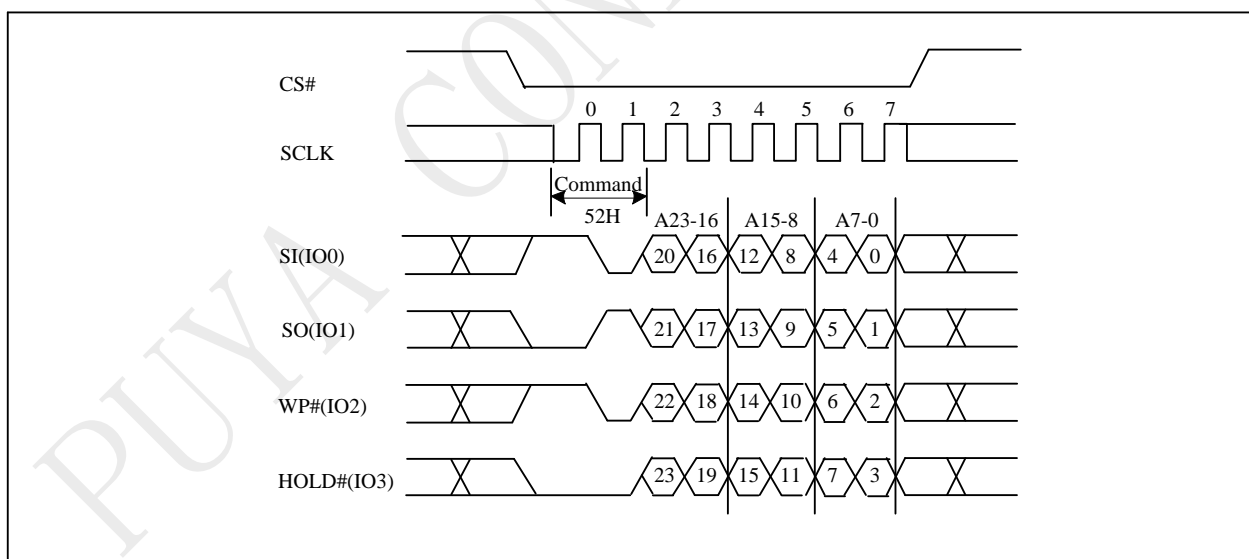 PUYA CON
CS#
0 1 2 3 4 5 6 7
SCLK
Command
52H
A23-16 A15-8 A7-0
SI(IO0) 20 16 12 8 4 0
SO(IO1) 21 17 13 9 5 1
WP#(IO2) 22 18 14 10 6 2
HOLD#(IO3) 23 19 15 11 7 3